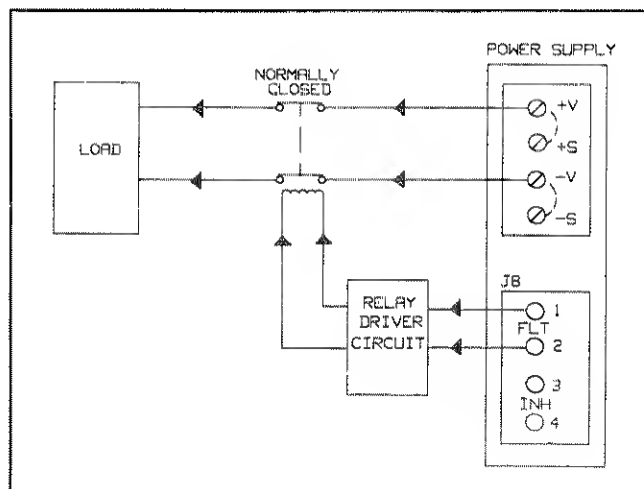 POWER SUPPLY
NORMALLY
CLOSED
LOAD
+V
+S
-V
-S
J8
RELAY
DRIVER
CIRCUIT
1
FLT
2
3
INH
4